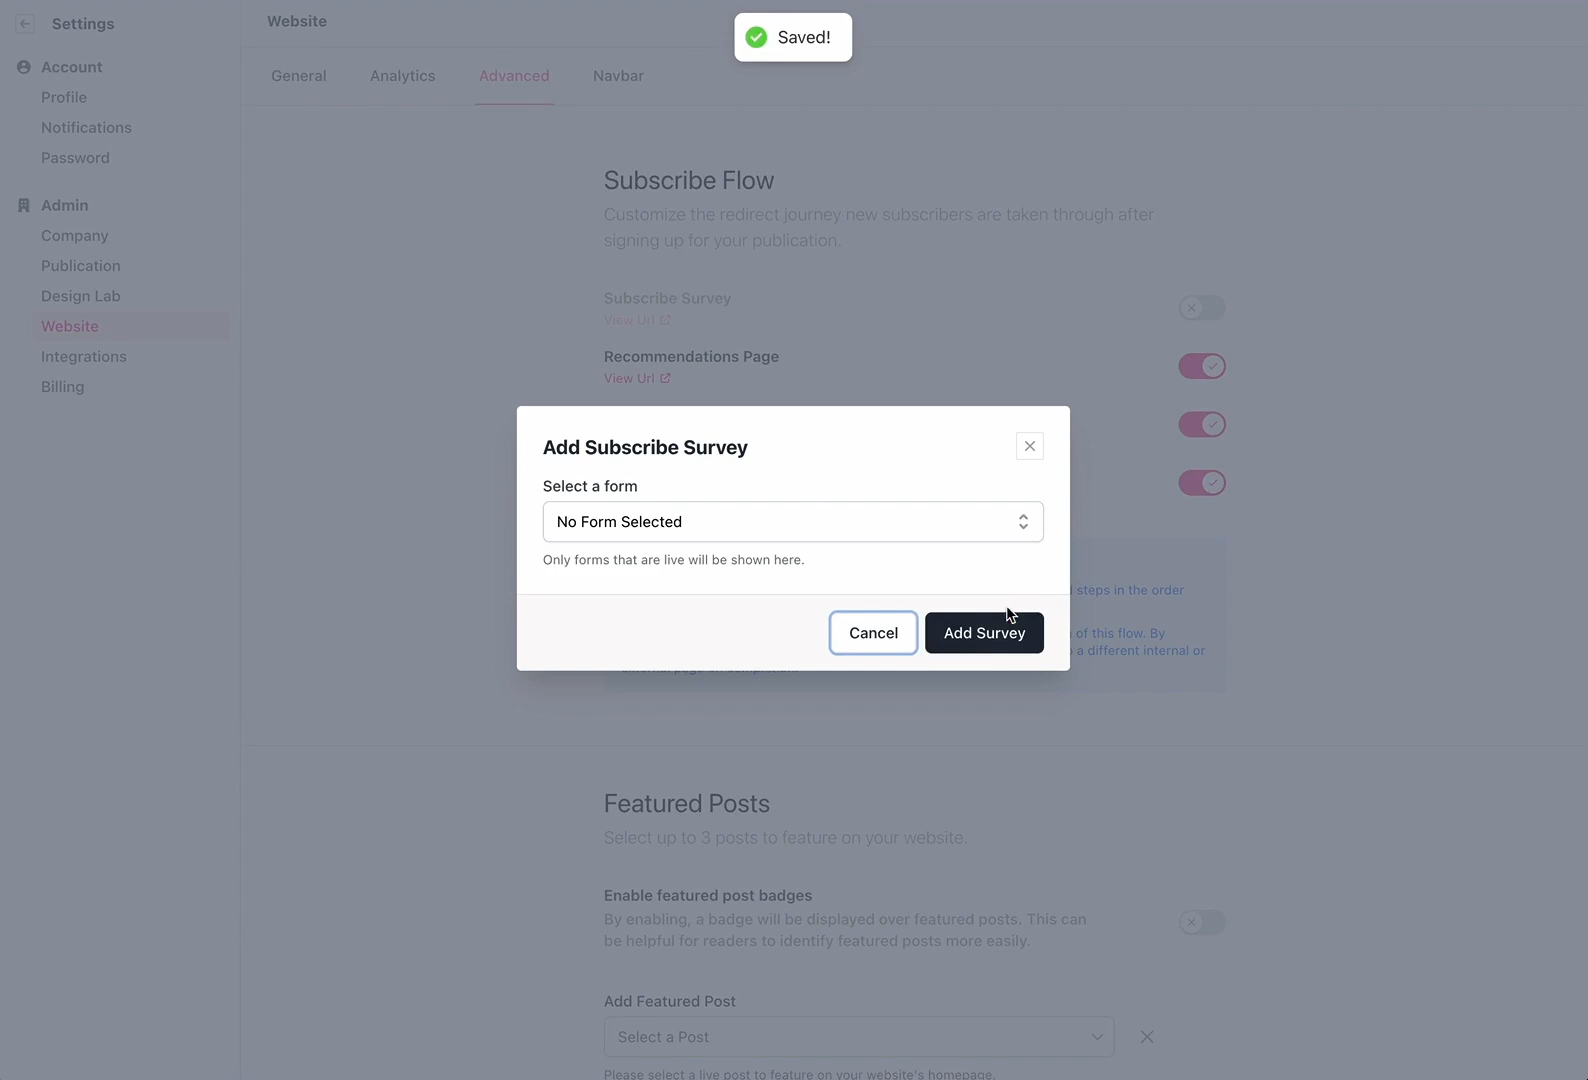 Settings
Website
Saved!
Account
Profile
Notifications
Password
Admin
Company
Publication
Design Lab
Website
Integrations
Billing
General
Analytics
Advanced
Navbar
Subscribe Flow
Customize the redirect journey new subscribers are taken through after
signing up for your publication.
Subscribe Survey
View Url
Recommendations Page
View Url
Add Subscribe Survey
Select a form
No Form Selected
Only forms that are live will be shown here.
Cancel
Add Survey
steps in the order
of this flow. By
a different internal or
Featured Posts
Select up to 3 posts to feature on your website.
Enable featured post badges
By enabling, a badge will be displayed over featured posts. This can
be helpful for readers to identify featured posts more easily.
Add Featured Post
Select a Post
Please select a live post to feature on your website's homepage.